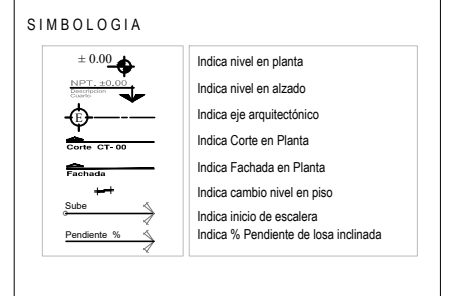 SIMBOLOGIA
± 0.00 Indica nivel en planta
NPT. ±0.00 Indica nivel en alzado
Descripcion
Cuarto
E Indica eje arquitectónico
Corte CT- 00 Indica Corte en Planta
Fachada Indica Fachada en Planta
Indica cambio nivel en piso
Sube Indica inicio de escalera
Pendiente % Indica % Pendiente de losa inclinada